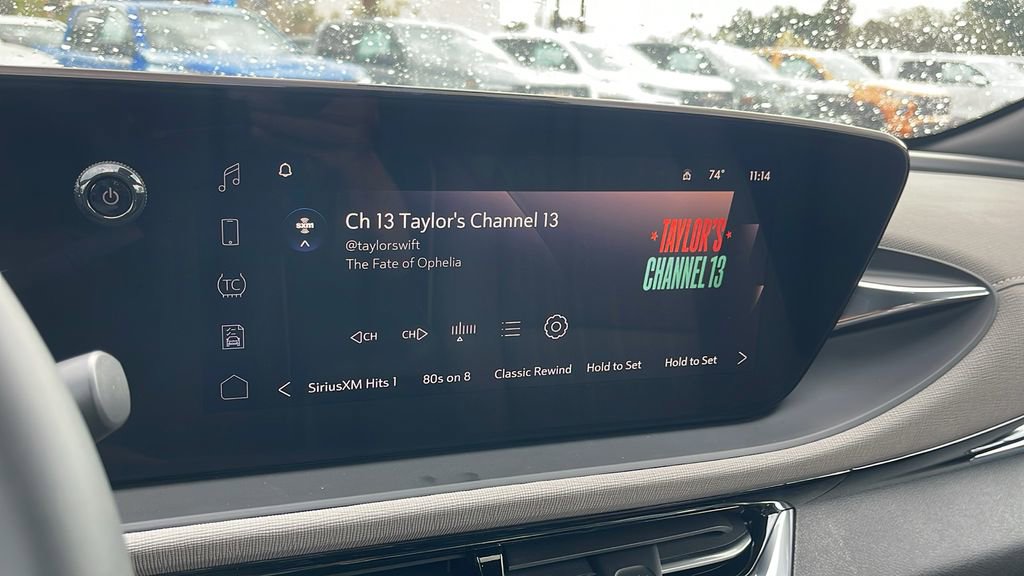 74° 11:14
sxm
Ch 13 Taylor's Channel 13
@taylorswift
The Fate of Ophelia
TAYLOR'S
CHANNEL 13
TC
CH CH
SiriusXM Hits 1 80s on 8 Classic Rewind Hold to Set Hold to Set